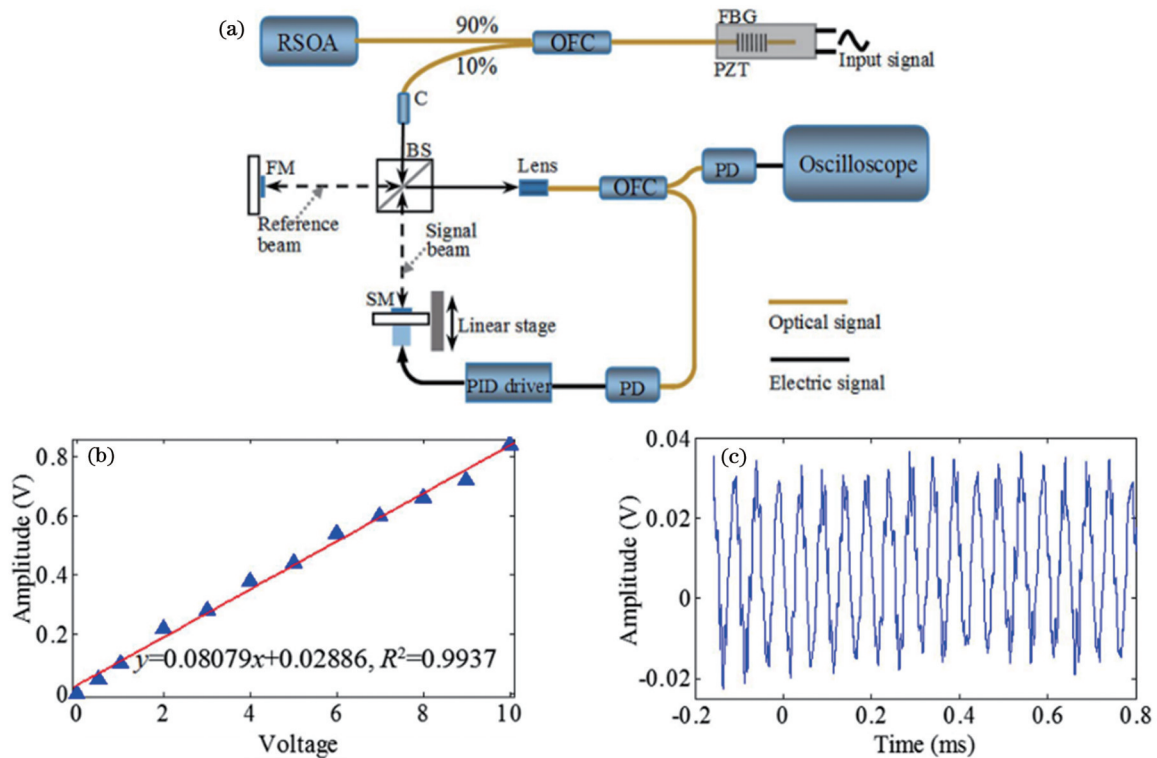 (a)
RSOA
90%
10%
OFC
FBG
PZT
Input signal
C
BS
FM
Reference
beam
Lens
OFC
PD
Oscilloscope
Signal
beam
SM
Linear stage
PID driver
PD
Optical signal
Electric signal
(b)
Amplitude (V)
0.8
0.6
0.4
0.2
0
y=0.08079x+0.02886, R²=0.9937
0 2 4 6 8 10
Voltage
(c)
Amplitude (V)
0.04
0.02
0
-0.02
-0.2 0 0.2 0.4 0.6 0.8
Time (ms)